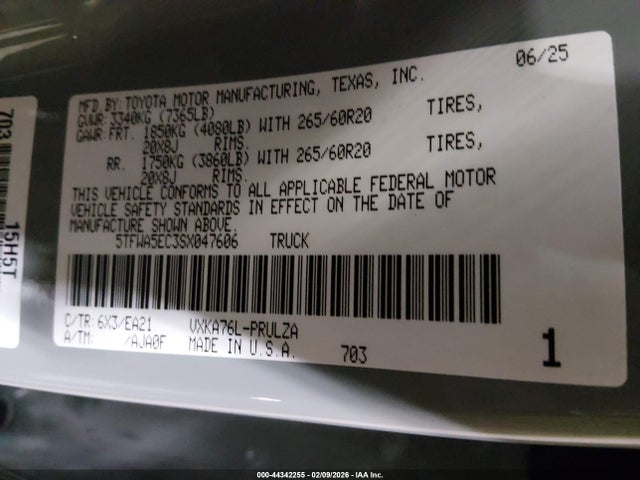 06/25
MFD. BY: TOYOTA MOTOR MANUFACTURING, TEXAS, INC.
GVWR: 3340KG (7365LB)
GAWR: FRT. 1850KG (4080LB) WITH 265/60R20 TIRES,
20X8J RIMS.
RR. 1750KG (3860LB) WITH 265/60R20 TIRES,
20X8J RIMS.
THIS VEHICLE CONFORMS TO ALL APPLICABLE FEDERAL MOTOR
VEHICLE SAFETY STANDARDS IN EFFECT ON THE DATE OF
MANUFACTURE SHOWN ABOVE.
5TFWA5EC3SX047606 TRUCK
C/TR: 6X3/EA21 VXKA76L-PRULZA
A/TM: /AJA0F MADE IN U.S.A. 703 1
703
15H5T
000-44342255 - 02/09/2026 - IAA Inc.